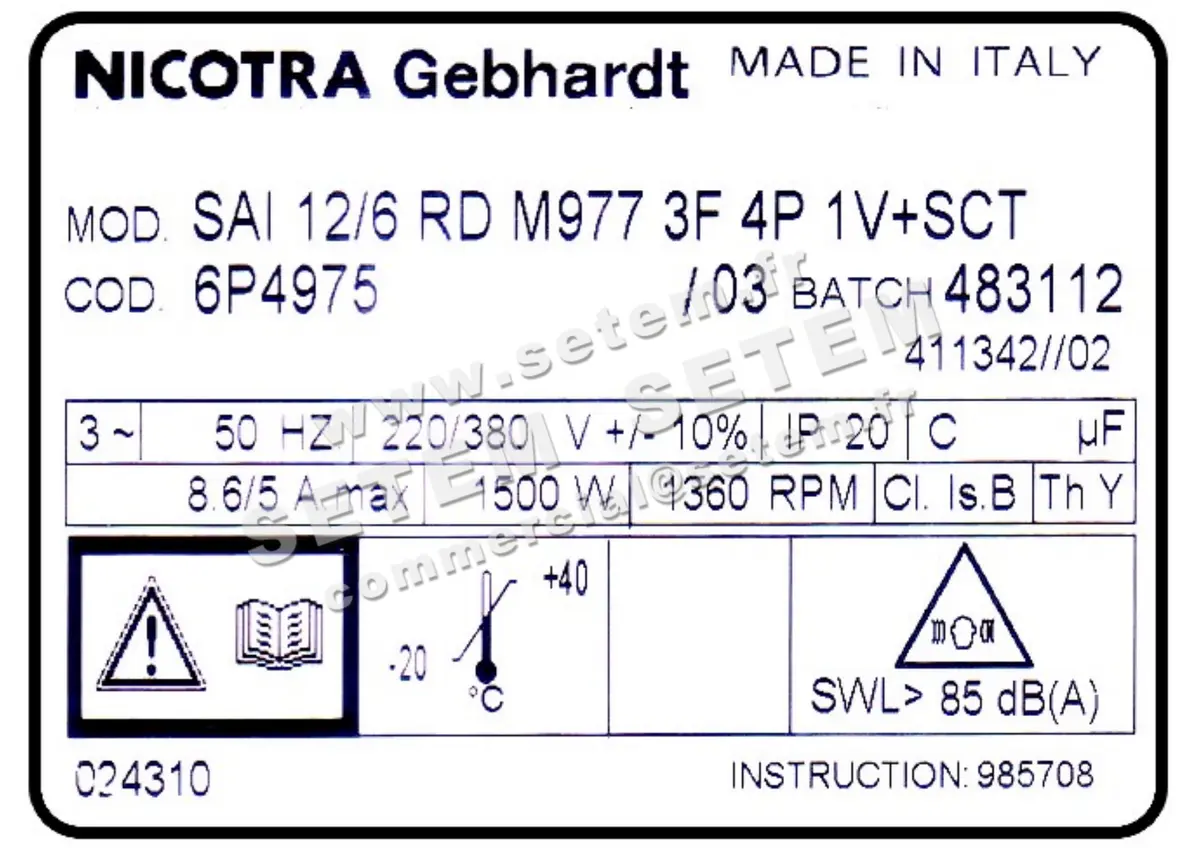 NICOTRA Gebhardt MADE IN ITALY
MOD. SAI 12/6 RD M977 3F 4P 1V+SCT
COD. 6P4975 /03 BATCH 483112
411342//02
3 ~ 50 HZ 220/380 V +/- 10% IP 20 C µF
8.6/5 A max 1500 W 1360 RPM Cl. Is.B Th Y
+40
-20
°C
SWL> 85 dB(A)
024310 INSTRUCTION: 985708
www.setem.fr
SETEM SETEM
commercial@setem.fr